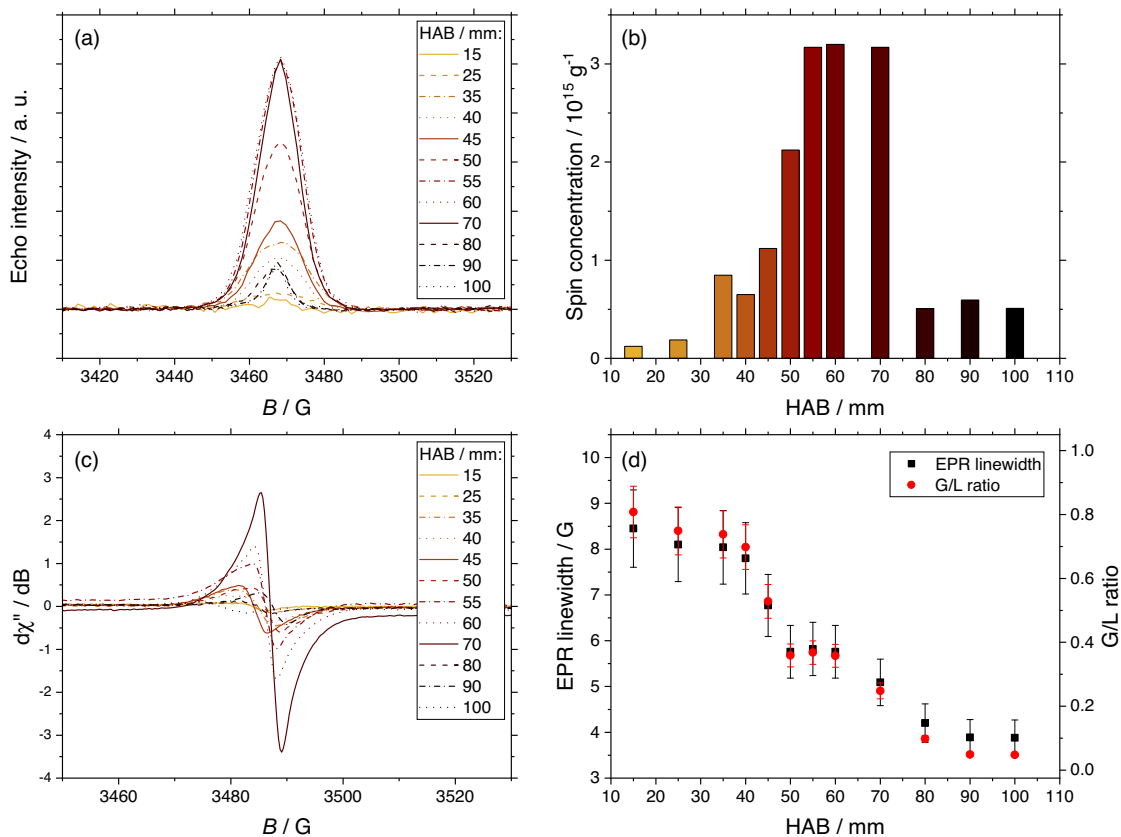 (a)
HAB / mm:
15
25
35
40
45
50
55
60
70
80
90
100
Echo intensity / a. u.
3420 3440 3460 3480 3500 3520
B / G
(b)
Spin concentration / 10¹⁵ g⁻¹
3
2
1
0
10 20 30 40 50 60 70 80 90 100 110
HAB / mm
(c)
HAB / mm:
15
25
35
40
45
50
55
60
70
80
90
100
dχ'' / dB
4
3
2
1
0
-1
-2
-3
-4
3460 3480 3500 3520
B / G
(d)
EPR linewidth
G/L ratio
EPR linewidth / G
10
9
8
7
6
5
4
3
G/L ratio
1.0
0.8
0.6
0.4
0.2
0.0
10 20 30 40 50 60 70 80 90 100 110
HAB / mm